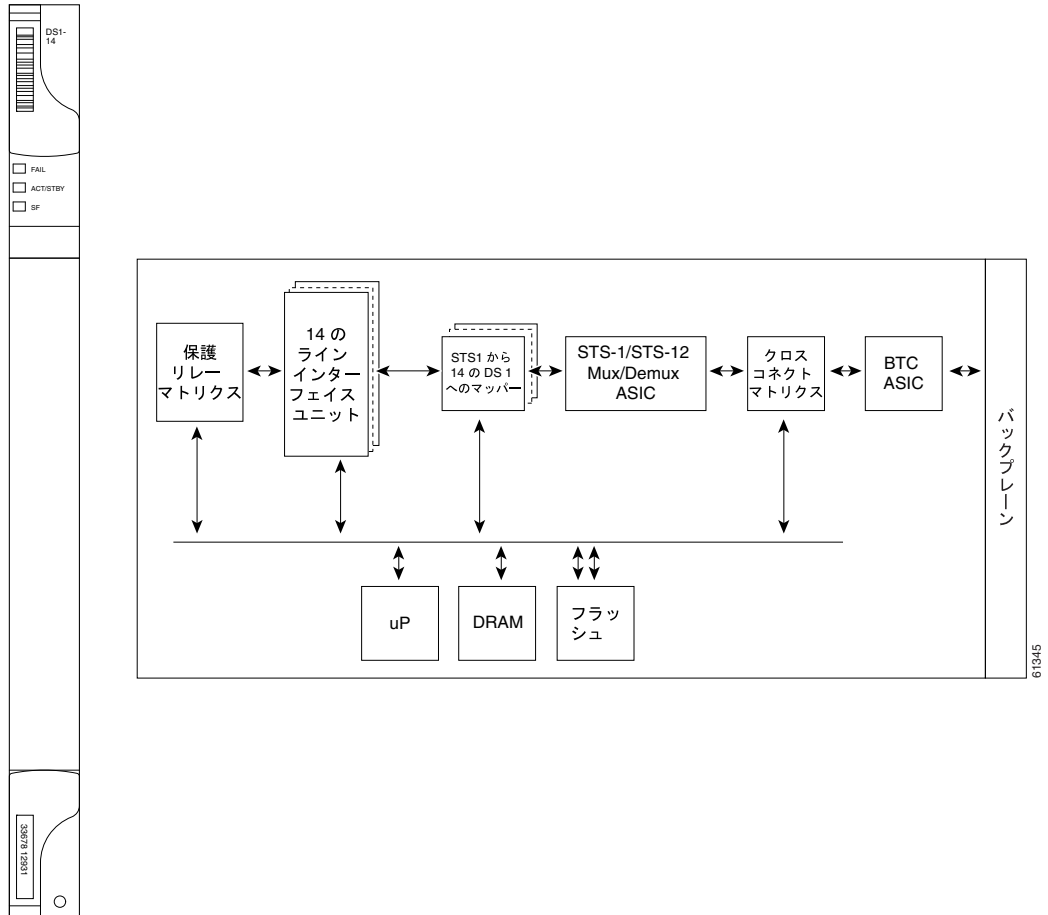 DS1-
14
FAIL
ACT/STBY
SF
33678 12931
保護
リレー
マトリクス
14 の
ライン
インター
フェイス
ユニット
STS1 から
14 の DS 1
へのマッパー
STS-1/STS-12
Mux/Demux
ASIC
クロス
コネクト
マトリクス
BTC
ASIC
uP
DRAM
フラッ
シュ
バックプレーン
61345